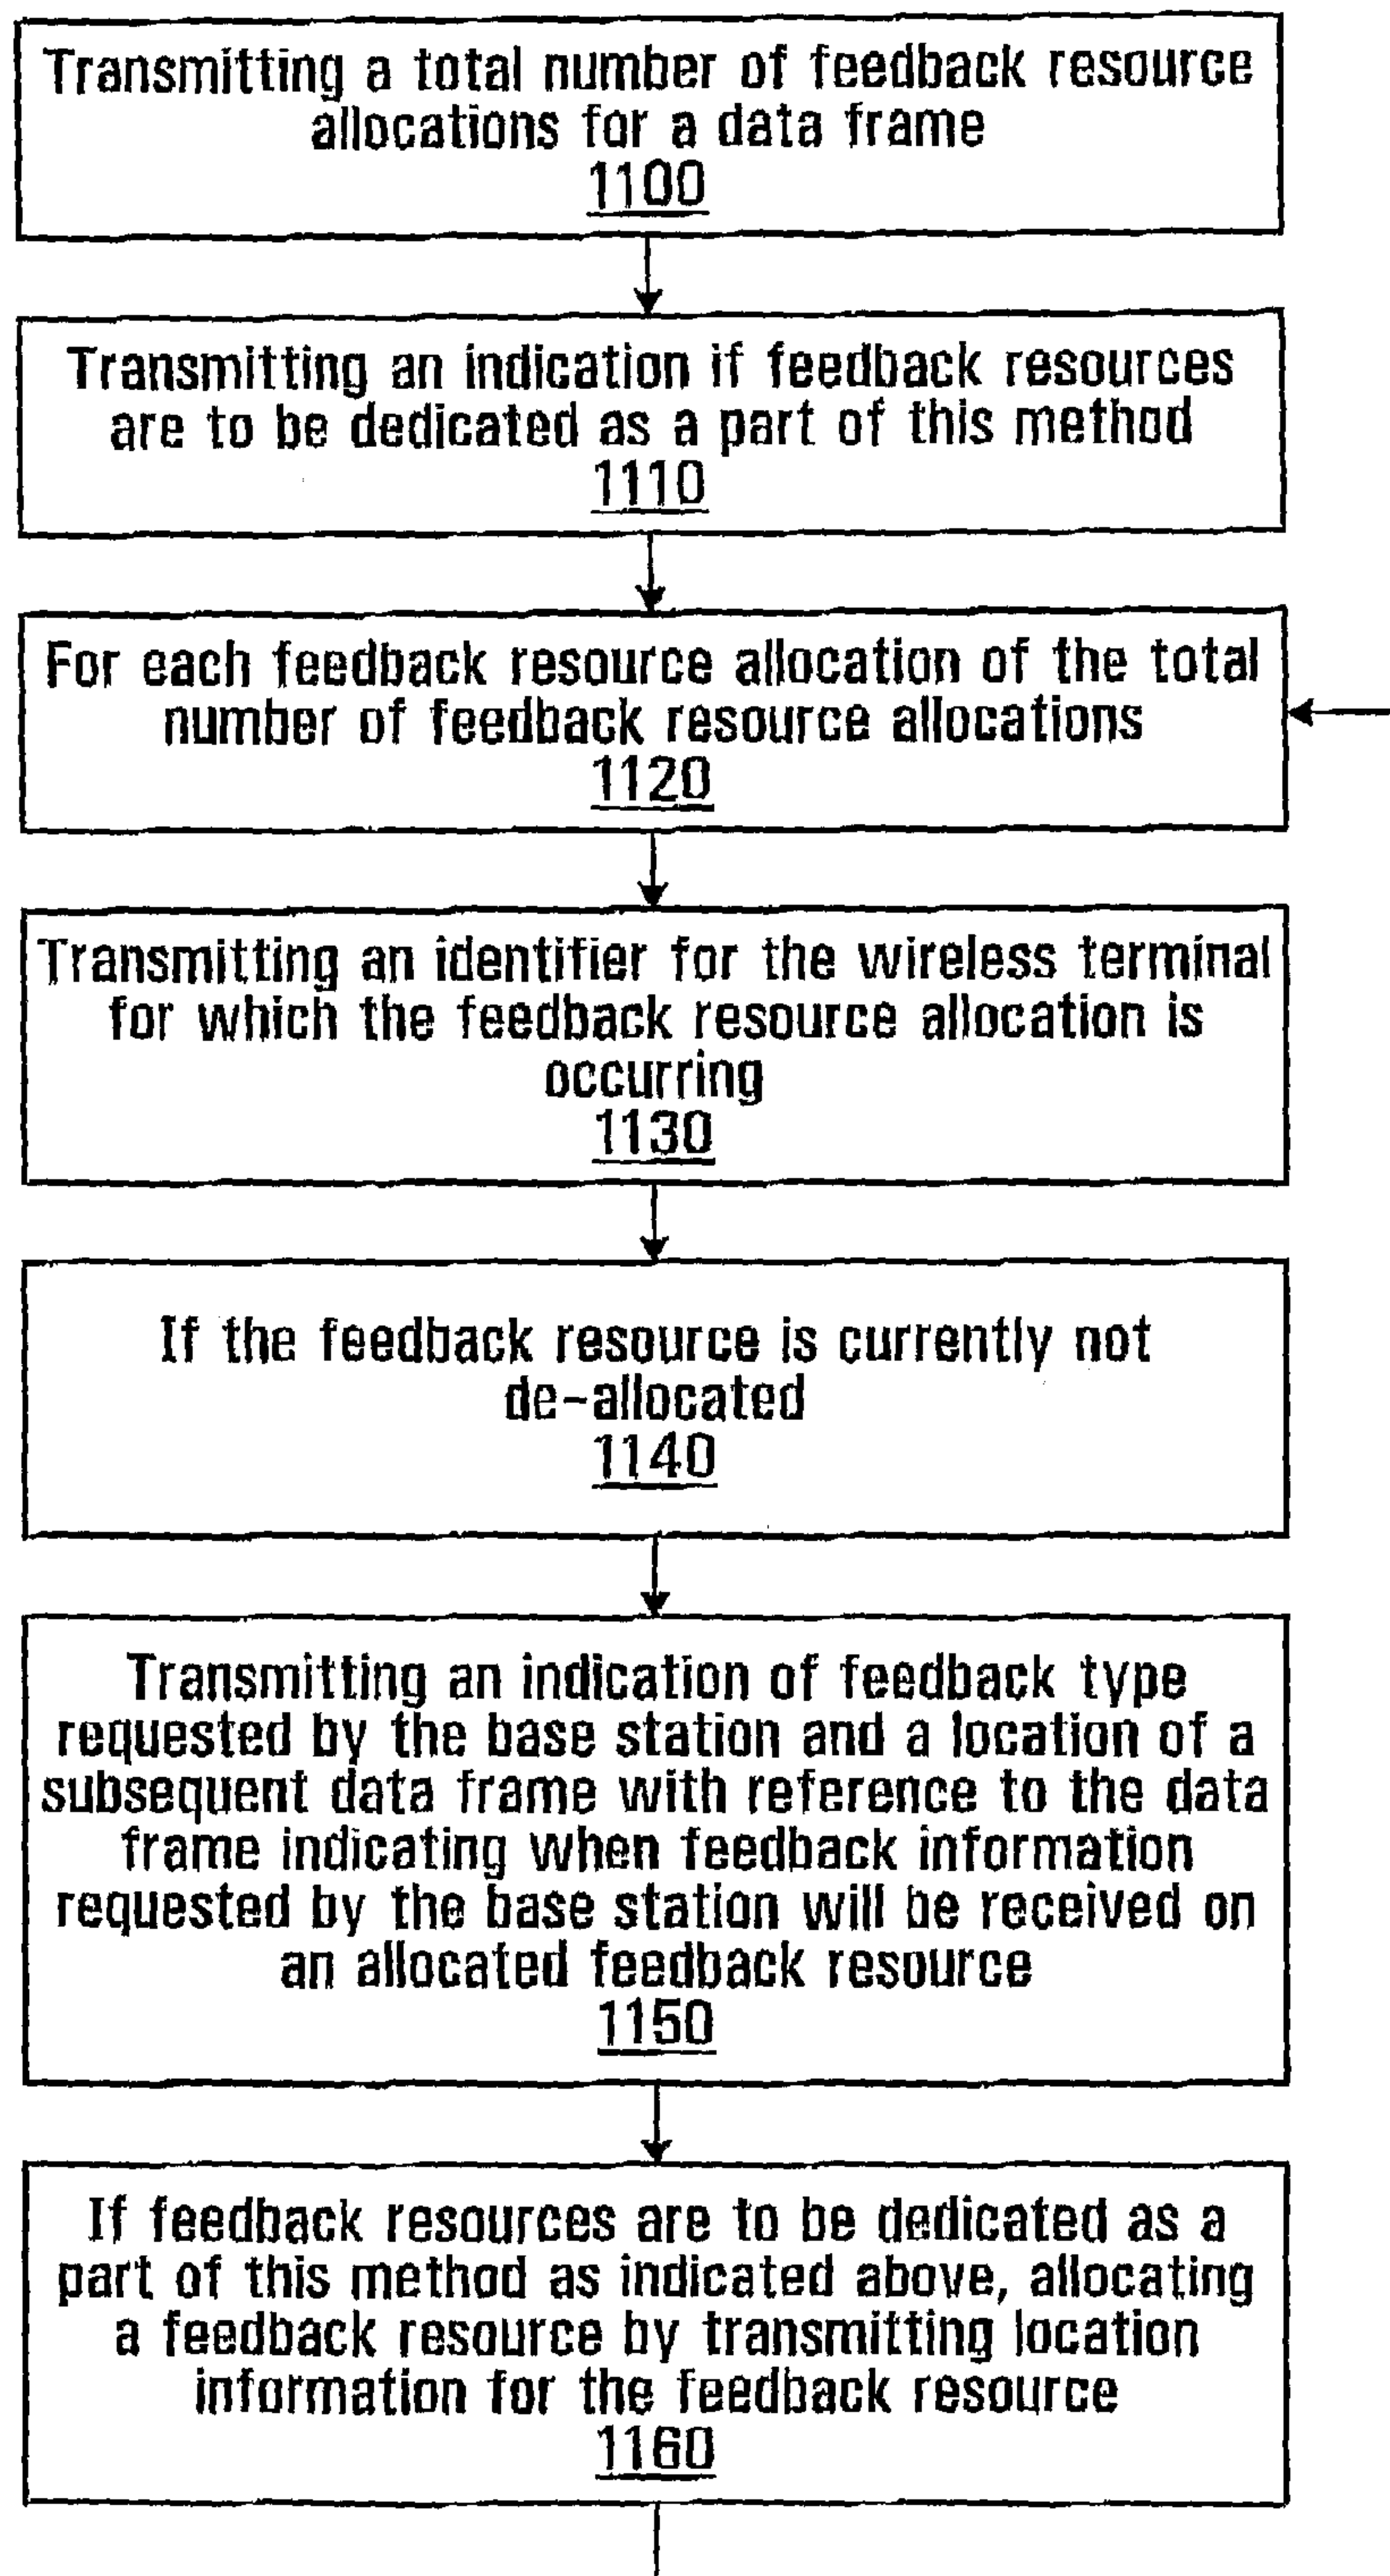 Transmitting a total number of feedback resource
allocations for a data frame
1100
Transmitting an indication if feedback resources
are to be dedicated as a part of this method
1110
For each feedback resource allocation of the total
number of feedback resource allocations
1120
Transmitting an identifier for the wireless terminal
for which the feedback resource allocation is
occurring
1130
If the feedback resource is currently not
de-allocated
1140
Transmitting an indication of feedback type
requested by the base station and a location of a
subsequent data frame with reference to the data
frame indicating when feedback information
requested by the base station will be received on
an allocated feedback resource
1150
If feedback resources are to be dedicated as a
part of this method as indicated above, allocating
a feedback resource by transmitting location
information for the feedback resource
1160